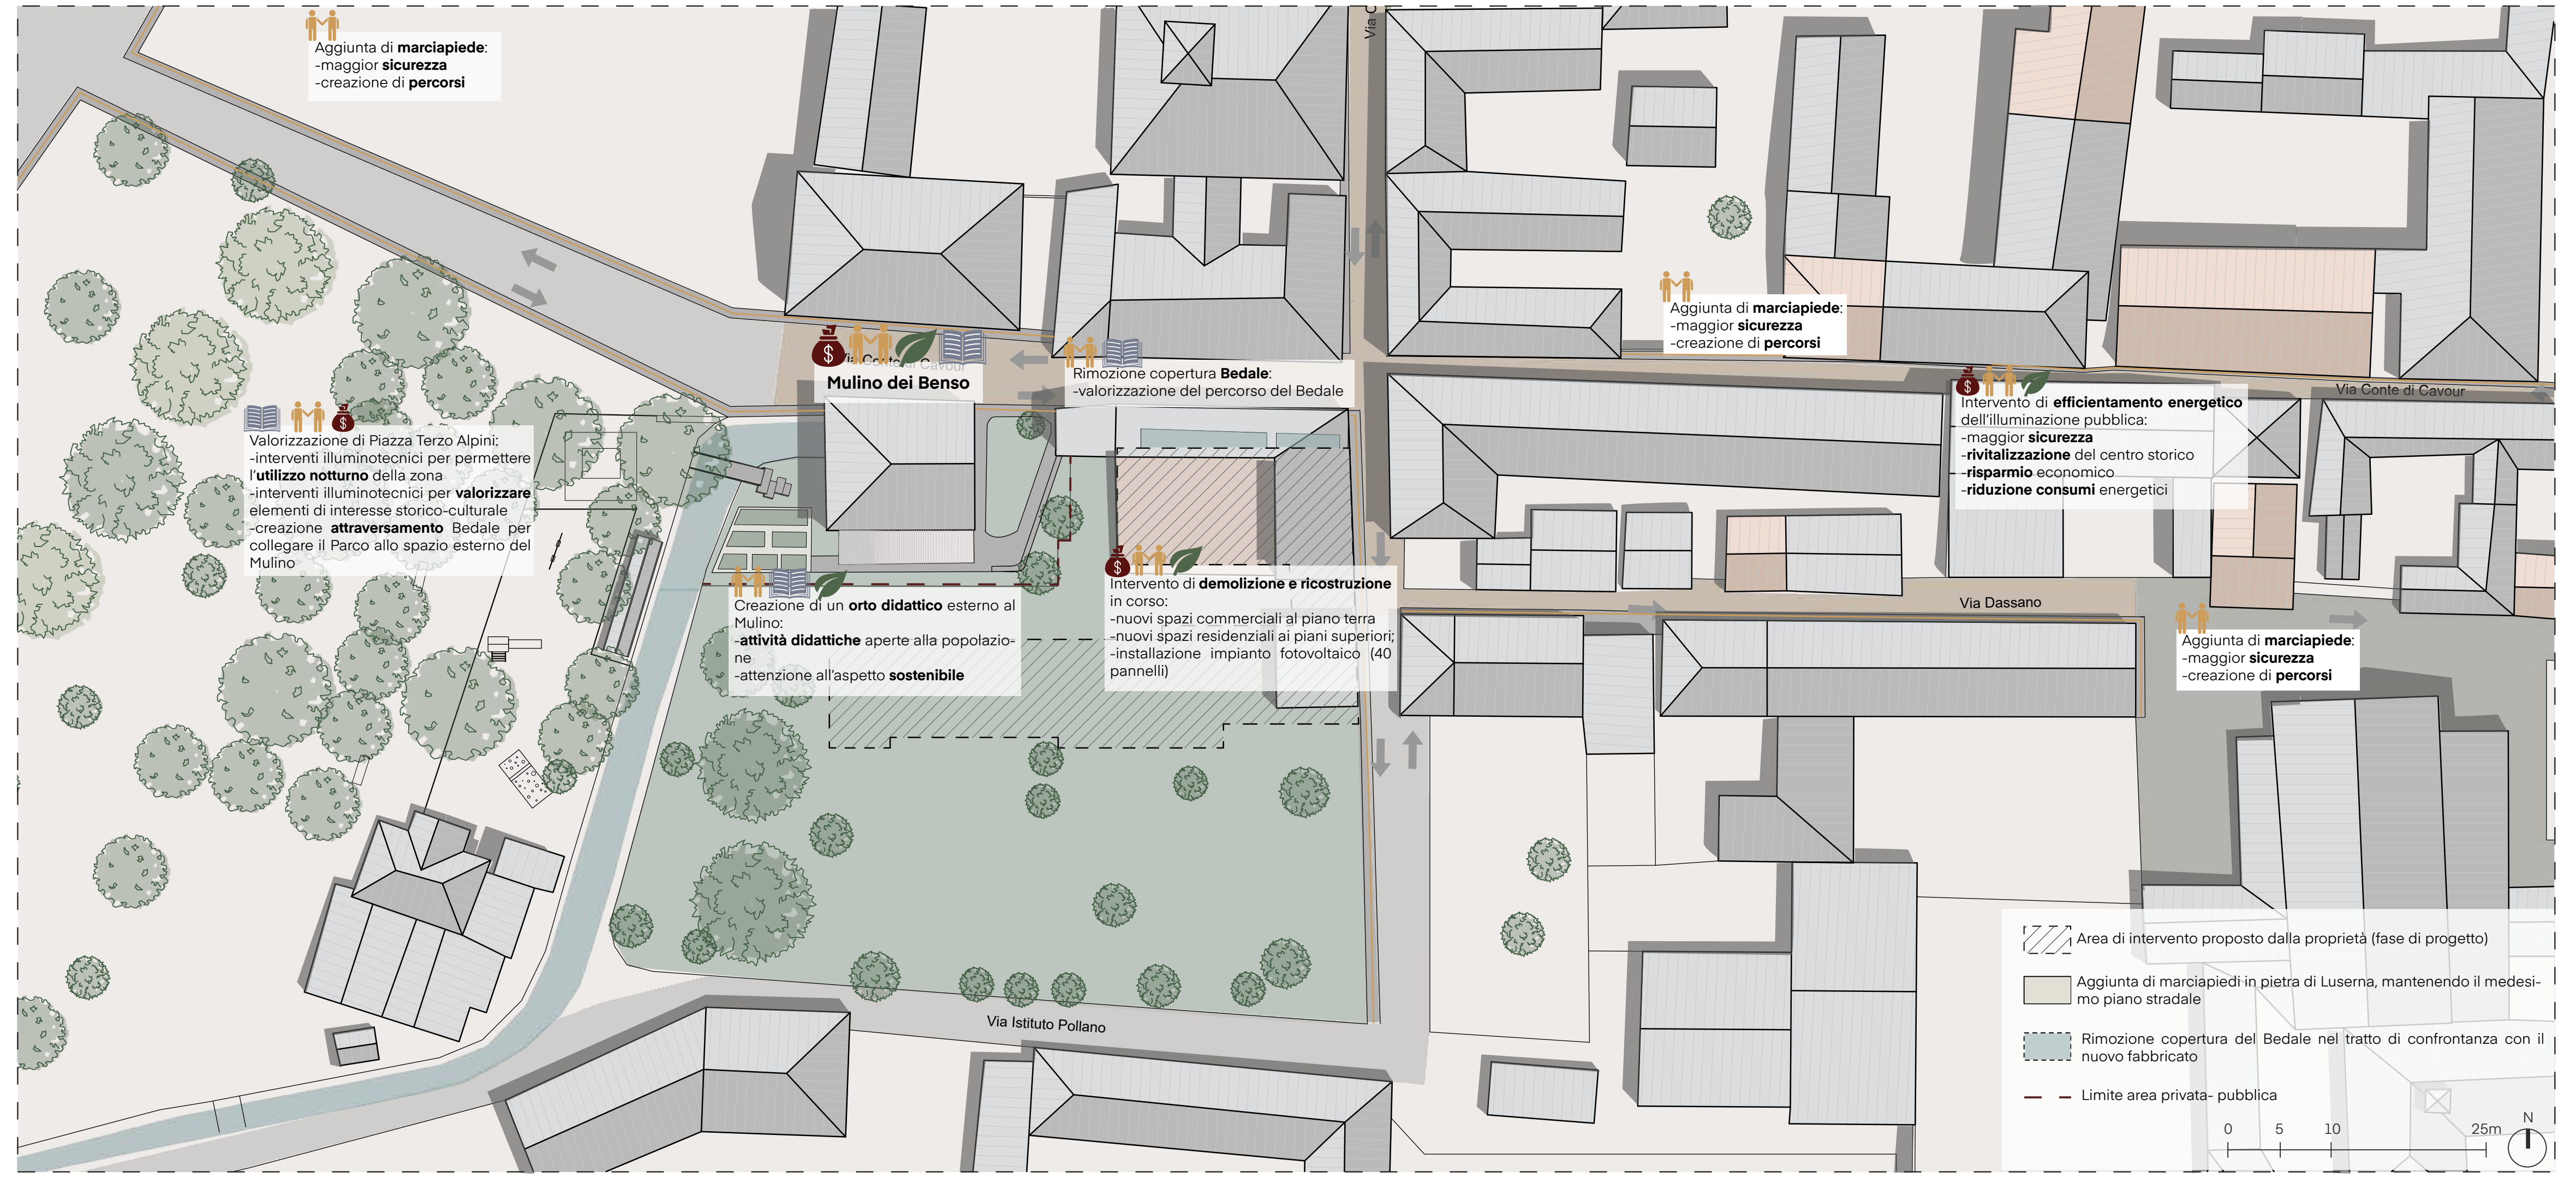 Aggiunta di marciapiede:
-maggior sicurezza
-creazione di percorsi
Via C
Aggiunta di marciapiede:
-maggior sicurezza
-creazione di percorsi
Via Conte di Cavour
Mulino dei Benso
Rimozione copertura Bedale:
-valorizzazione del percorso del Bedale
Via Conte di Cavour
Intervento di efficientamento energetico
dell'illuminazione pubblica:
-maggior sicurezza
-rivitalizzazione del centro storico
-risparmio economico
-riduzione consumi energetici
Valorizzazione di Piazza Terzo Alpini:
-interventi illuminotecnici per permettere
l'utilizzo notturno della zona
-interventi illuminotecnici per valorizzare
elementi di interesse storico-culturale
-creazione attraversamento Bedale per
collegare il Parco allo spazio esterno del
Mulino
Creazione di un orto didattico esterno al
Mulino:
-attività didattiche aperte alla popolazio-
ne
-attenzione all'aspetto sostenibile
Intervento di demolizione e ricostruzione
in corso:
-nuovi spazi commerciali al piano terra
-nuovi spazi residenziali ai piani superiori;
-installazione impianto fotovoltaico (40
pannelli)
Via Dassano
Aggiunta di marciapiede:
-maggior sicurezza
-creazione di percorsi
Via Istituto Pollano
Area di intervento proposto dalla proprietà (fase di progetto)
Aggiunta di marciapiedi in pietra di Luserna, mantenendo il medesi-
mo piano stradale
Rimozione copertura del Bedale nel tratto di confrontanza con il
nuovo fabbricato
Limite area privata- pubblica
0 5 10 25m
N